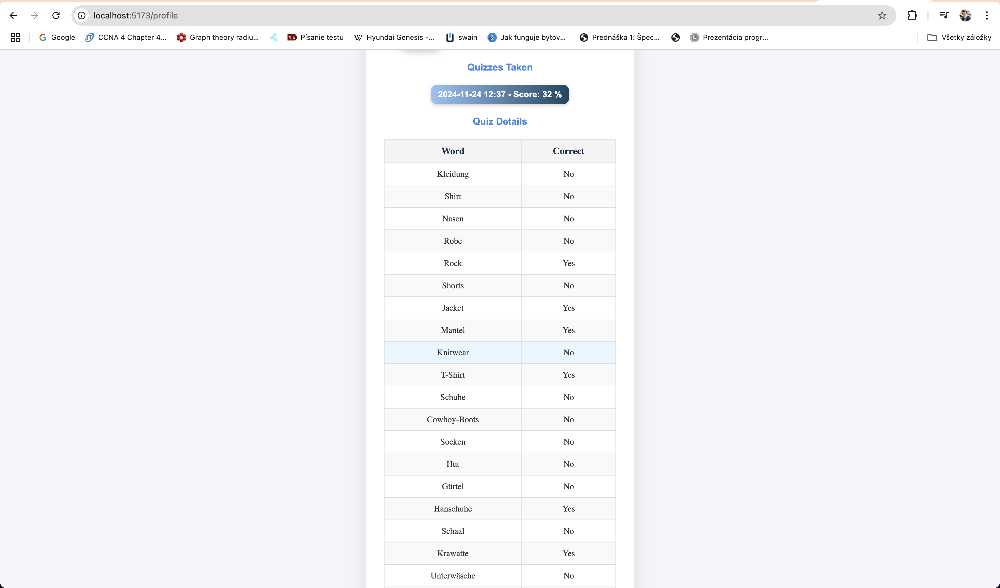 localhost:5173/profile
Google CCNA 4 Chapter 4... Graph theory radiu... AIS Písanie testu W Hyundai Genesis -... swain Jak funguje bytov... Prednáška 1: Špec... Prezentácia progr... Všetky záložky
Quizzes Taken
2024-11-24 12:37 - Score: 32 %
Quiz Details
Word Correct
Kleidung No
Shirt No
Nasen No
Robe No
Rock Yes
Shorts No
Jacket Yes
Mantel Yes
Knitwear No
T-Shirt Yes
Schuhe No
Cowboy-Boots No
Socken No
Hut No
Gürtel No
Hanschuhe Yes
Schaal No
Krawatte Yes
Unterwäsche No